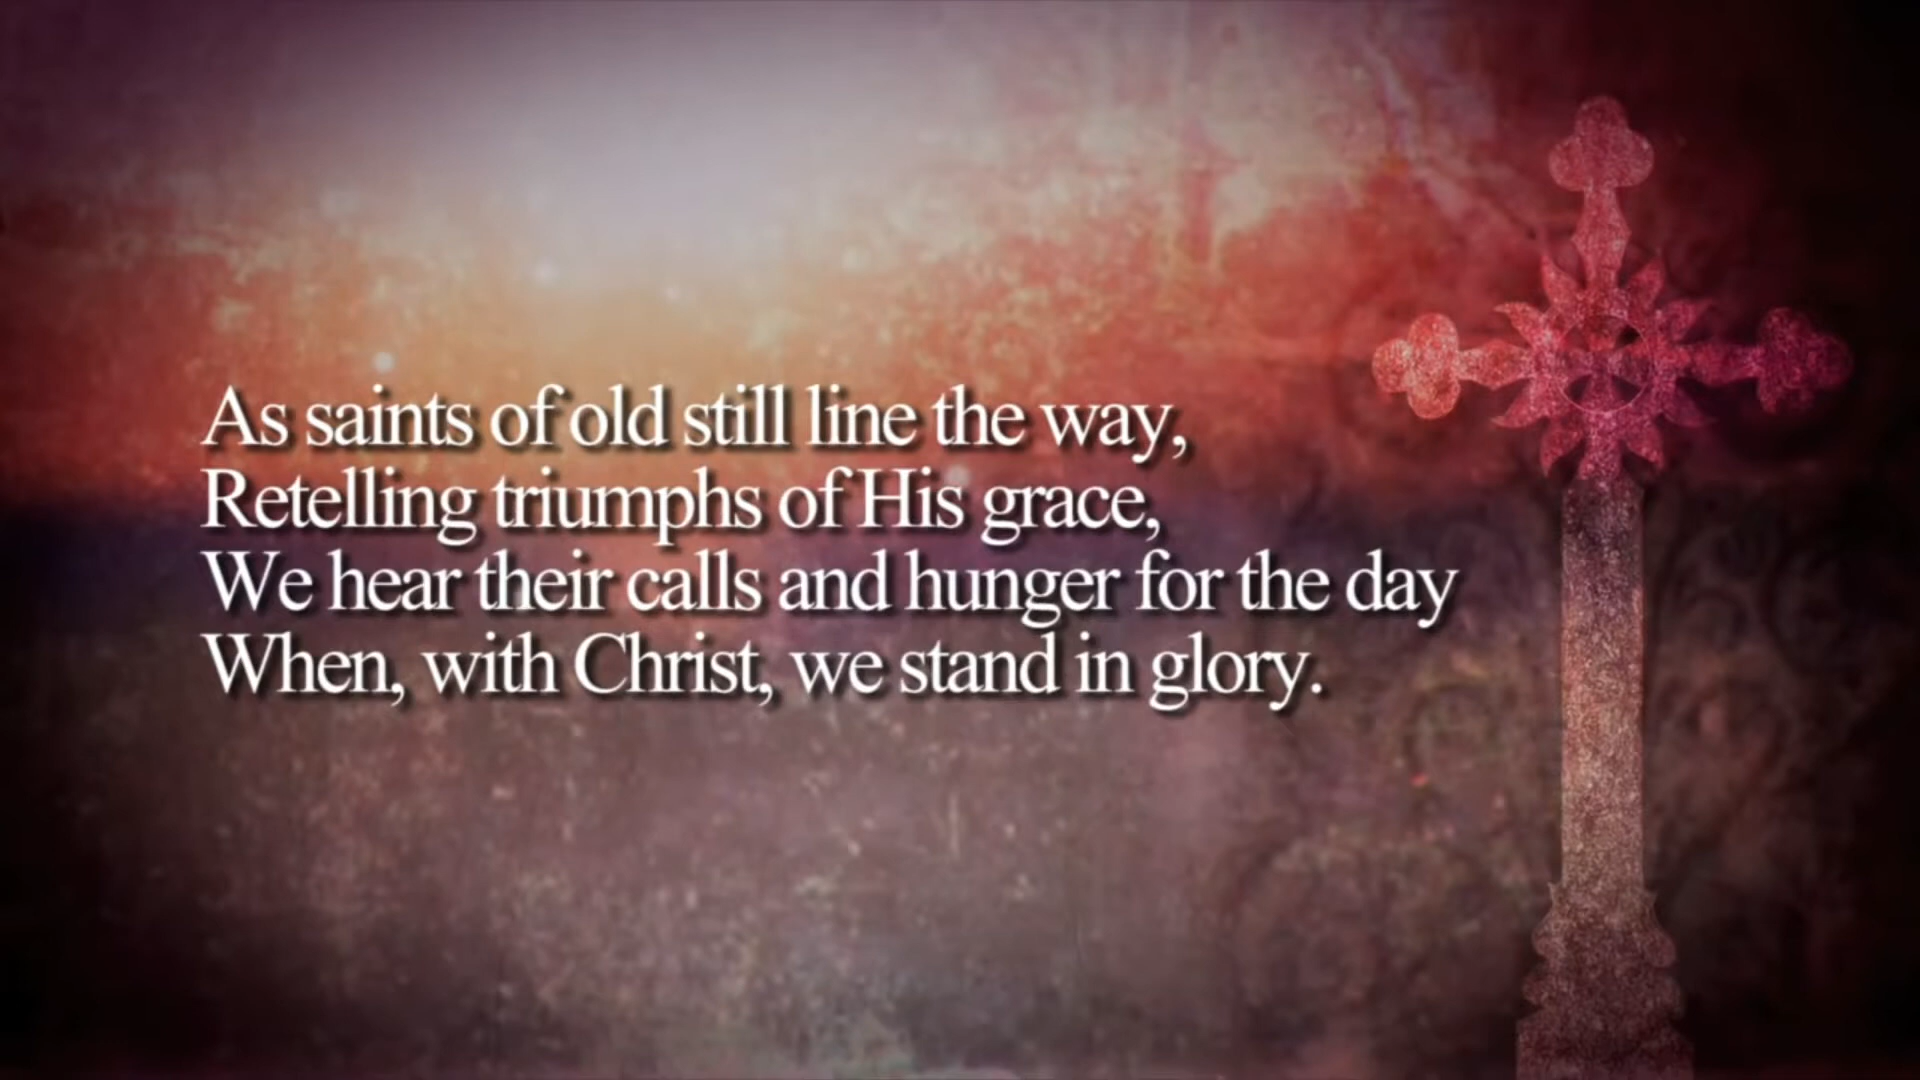 As saints of old still line the way,
Retelling triumphs of His grace,
We hear their calls and hunger for the day
When, with Christ, we stand in glory.